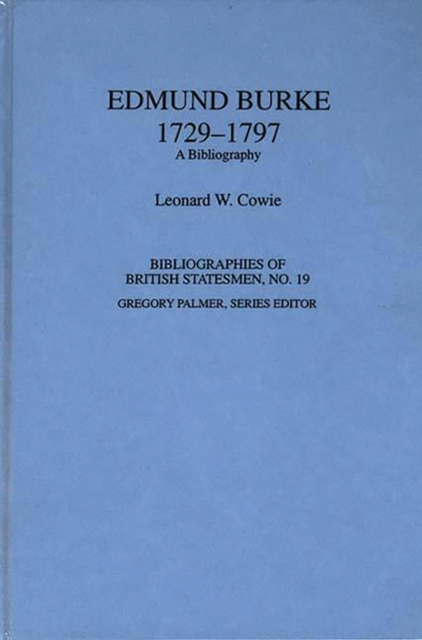 EDMUND BURKE
1729–1797
A Bibliography
Leonard W. Cowie
BIBLIOGRAPHIES OF
BRITISH STATESMEN, NO. 19
GREGORY PALMER, SERIES EDITOR